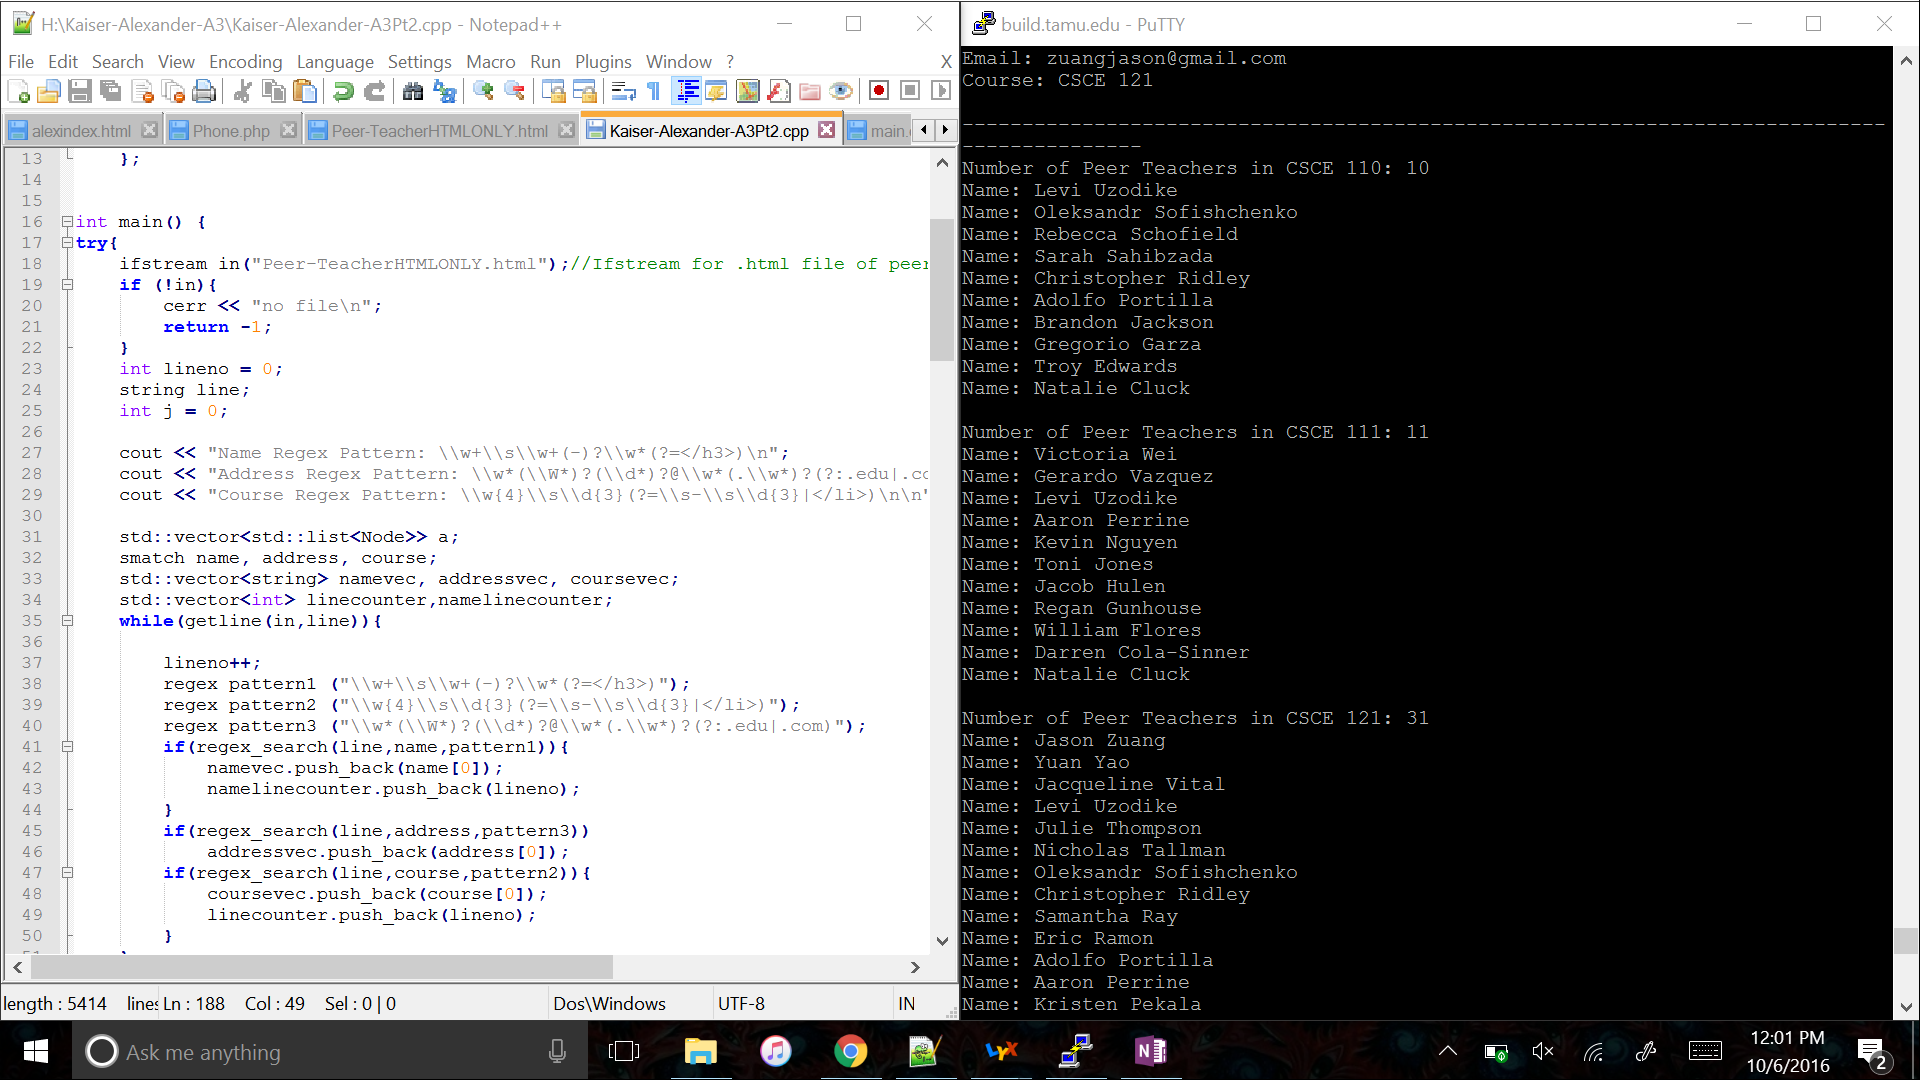 H:\Kaiser-Alexander-A3\Kaiser-Alexander-A3Pt2.cpp - Notepad++
File Edit Search View Encoding Language Settings Macro Run Plugins Window ? X
alexindex.html Phone.php Peer-TeacherHTMLONLY.html Kaiser-Alexander-A3Pt2.cpp main.
13 };
14
15
16 int main() {
17 try{
18 ifstream in("Peer-TeacherHTMLONLY.html");//Ifstream for .html file of peer
19 if (!in){
20 cerr << "no file\n";
21 return -1;
22 }
23 int lineno = 0;
24 string line;
25 int j = 0;
26
27 cout << "Name Regex Pattern: \\w+\\s\\w+(-)?\\w*(?=</h3>)\n";
28 cout << "Address Regex Pattern: \\w*(\\W*)?(\\d*)?@\\w*(.\\w*)?(?:.edu|.co
29 cout << "Course Regex Pattern: \\w{4}\\s\\d{3}(?=\\s-\\s\\d{3}|</li>)\n\n"
30
31 std::vector<std::list<Node>> a;
32 smatch name, address, course;
33 std::vector<string> namevec, addressvec, coursevec;
34 std::vector<int> linecounter,namelinecounter;
35 while(getline(in,line)){
36
37 lineno++;
38 regex pattern1 ("\\w+\\s\\w+(-)?\\w*(?=</h3>)");
39 regex pattern2 ("\\w{4}\\s\\d{3}(?=\\s-\\s\\d{3}|</li>)");
40 regex pattern3 ("\\w*(\\W*)?(\\d*)?@\\w*(.\\w*)?(?:.edu|.com)");
41 if(regex_search(line,name,pattern1)){
42 namevec.push_back(name[0]);
43 namelinecounter.push_back(lineno);
44 }
45 if(regex_search(line,address,pattern3))
46 addressvec.push_back(address[0]);
47 if(regex_search(line,course,pattern2)){
48 coursevec.push_back(course[0]);
49 linecounter.push_back(lineno);
50 }
length : 5414 lines Ln : 188 Col : 49 Sel : 0 | 0 Dos\Windows UTF-8 IN
build.tamu.edu - PuTTY
Email: zuangjason@gmail.com
Course: CSCE 121
-----------------------------------------------------------------------------
---------------
Number of Peer Teachers in CSCE 110: 10
Name: Levi Uzodike
Name: Oleksandr Sofishchenko
Name: Rebecca Schofield
Name: Sarah Sahibzada
Name: Christopher Ridley
Name: Adolfo Portilla
Name: Brandon Jackson
Name: Gregorio Garza
Name: Troy Edwards
Name: Natalie Cluck
Number of Peer Teachers in CSCE 111: 11
Name: Victoria Wei
Name: Gerardo Vazquez
Name: Levi Uzodike
Name: Aaron Perrine
Name: Kevin Nguyen
Name: Toni Jones
Name: Jacob Hulen
Name: Regan Gunhouse
Name: William Flores
Name: Darren Cola-Sinner
Name: Natalie Cluck
Number of Peer Teachers in CSCE 121: 31
Name: Jason Zuang
Name: Yuan Yao
Name: Jacqueline Vital
Name: Levi Uzodike
Name: Julie Thompson
Name: Nicholas Tallman
Name: Oleksandr Sofishchenko
Name: Christopher Ridley
Name: Samantha Ray
Name: Eric Ramon
Name: Adolfo Portilla
Name: Aaron Perrine
Name: Kristen Pekala
Ask me anything
12:01 PM
10/6/2016
2